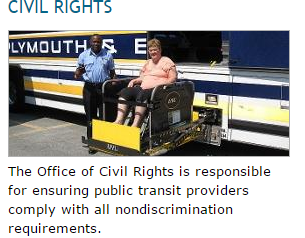 CIVIL RIGHTS
PLYMOUTH & 
UVL
The Office of Civil Rights is responsible
for ensuring public transit providers
comply with all nondiscrimination
requirements.